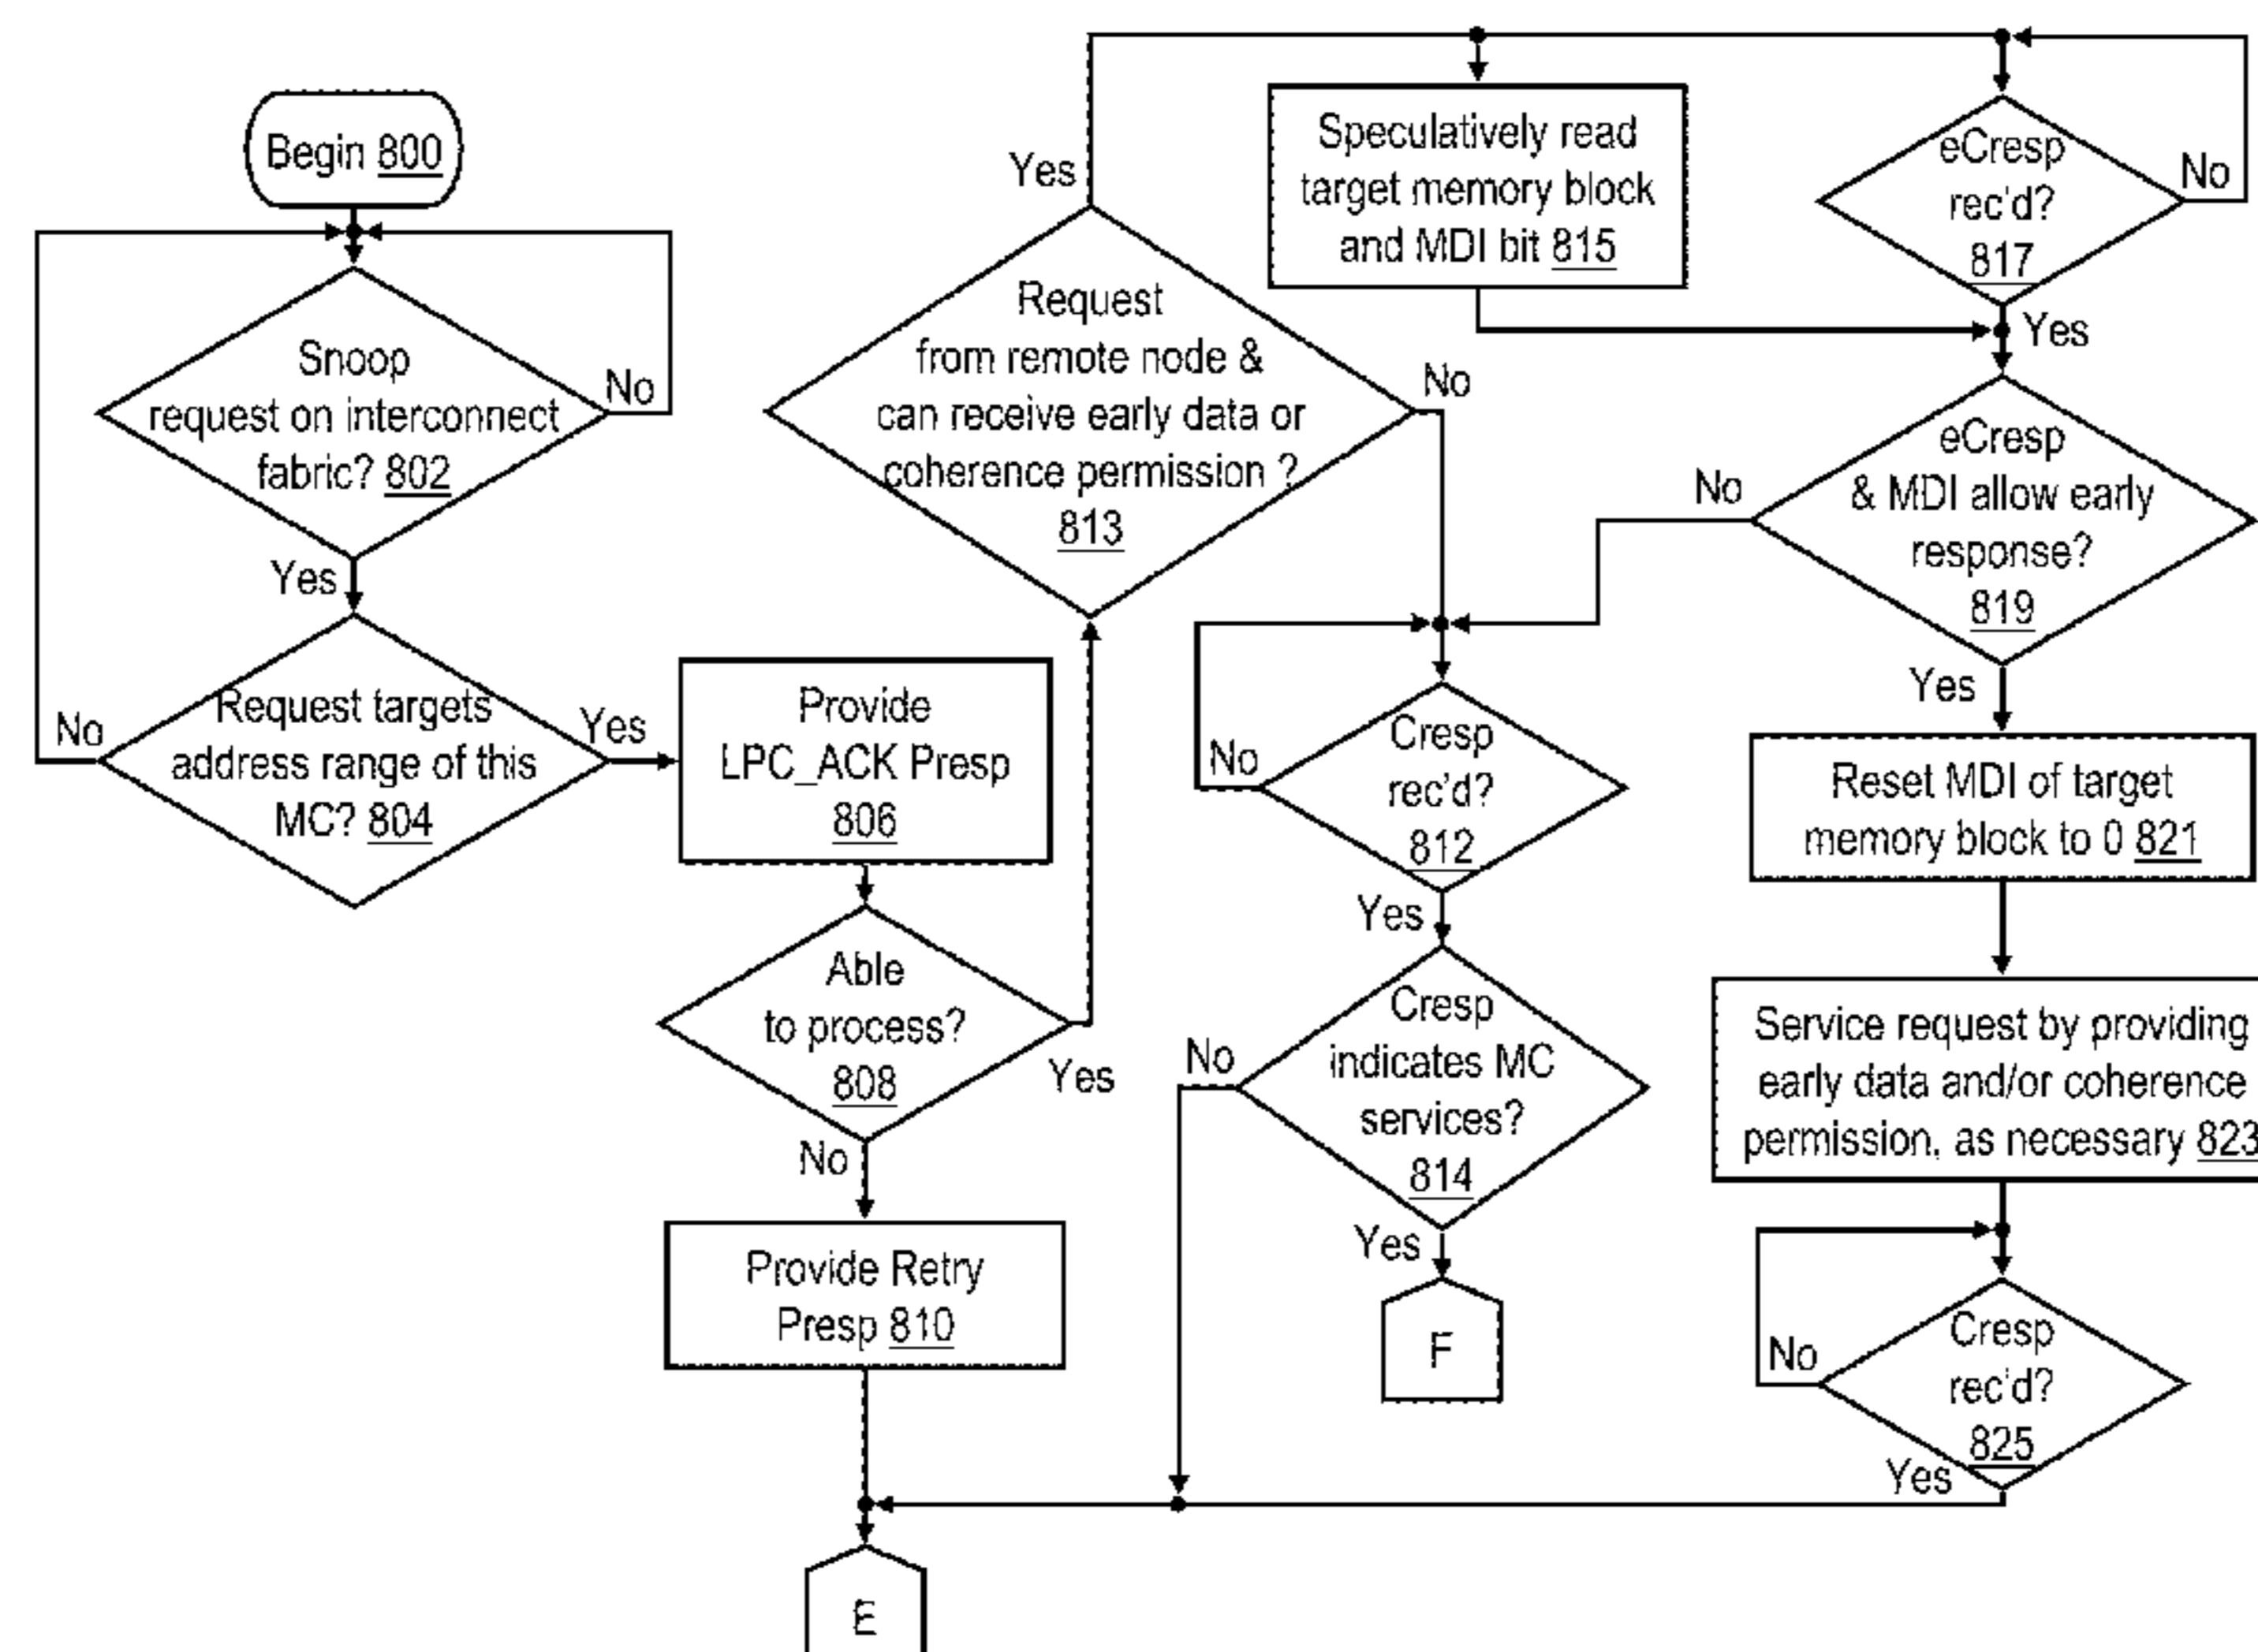 Begin 800
Snoop
request on interconnect
fabric? 802
No
Yes
Request targets
address range of this
MC? 804
No
Yes
Provide
LPC_ACK Presp
806
Able
to process?
808
Yes
No
Provide Retry
Presp 810
E
Request
from remote node &
can receive early data or
coherence permission ?
813
Yes
No
Speculatively read
target memory block
and MDI bit 815
eCresp
rec'd?
817
No
Yes
eCresp
& MDI allow early
response?
819
No
Yes
Cresp
rec'd?
812
No
Yes
Cresp
indicates MC
services?
814
No
Yes
F
Reset MDI of target
memory block to 0 821
Service request by providing
early data and/or coherence
permission, as necessary 823
Cresp
rec'd?
825
No
Yes